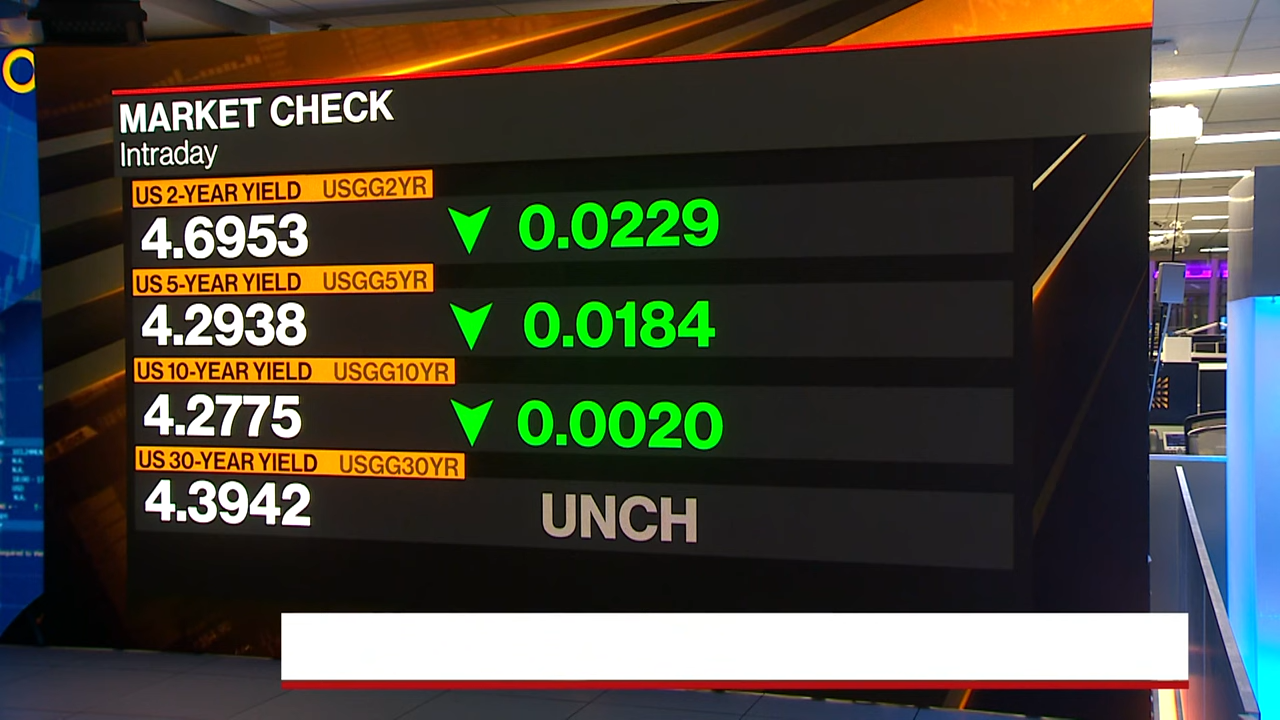 MARKET CHECK
Intraday
US 2-YEAR YIELD USGG2YR
4.6953 0.0229
US 5-YEAR YIELD USGG5YR
4.2938 0.0184
US 10-YEAR YIELD USGG10YR
4.2775 0.0020
US 30-YEAR YIELD USGG30YR
4.3942 UNCH